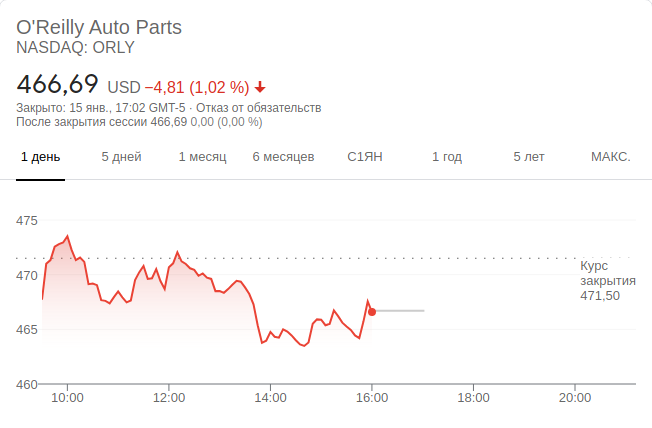 O'Reilly Auto Parts
NASDAQ: ORLY
466,69 USD −4,81 (1,02 %)
Закрыто: 15 янв., 17:02 GMT-5 · Отказ от обязательств
После закрытия сессии 466,69 0,00 (0,00 %)
1 день 5 дней 1 месяц 6 месяцев С1ЯН 1 год 5 лет МАКС.
475
470
Курс
закрытия
471,50
465
460
10:00 12:00 14:00 16:00 18:00 20:00